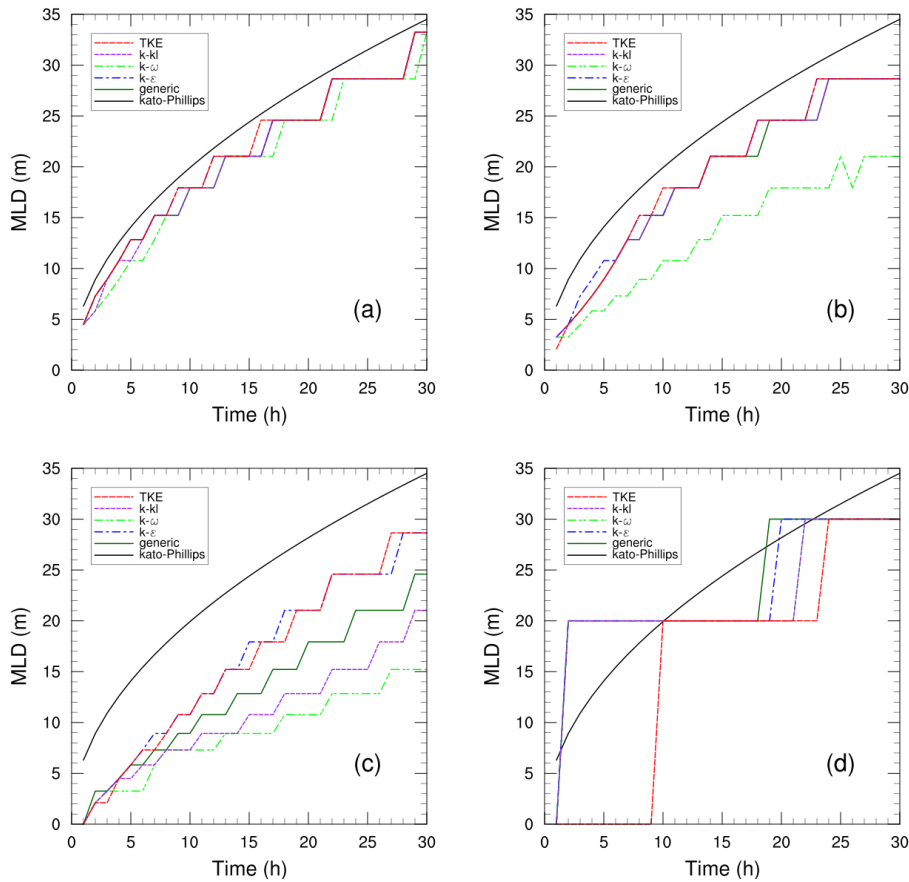 35
30
25
20
15
10
5
0
MLD (m)
TKE
k-kl
k-ω
k-ε
generic
kato-Phillips
(a)
0 5 10 15 20 25 30
Time (h)
35
30
25
20
15
10
5
0
MLD (m)
TKE
k-kl
k-ω
k-ε
generic
kato-Phillips
(b)
0 5 10 15 20 25 30
Time (h)
35
30
25
20
15
10
5
0
MLD (m)
TKE
k-kl
k-ω
k-ε
generic
kato-Phillips
(c)
0 5 10 15 20 25 30
Time (h)
35
30
25
20
15
10
5
0
MLD (m)
TKE
k-kl
k-ω
k-ε
generic
kato-Phillips
(d)
0 5 10 15 20 25 30
Time (h)